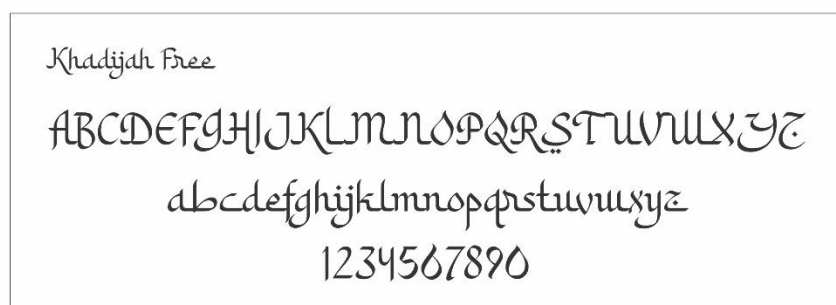 Khadijah Free
ABCDEFGHIJKLMNOPQRSTUVWXYZ
abcdefghijklmnopqrstuvwxyz
1234567890